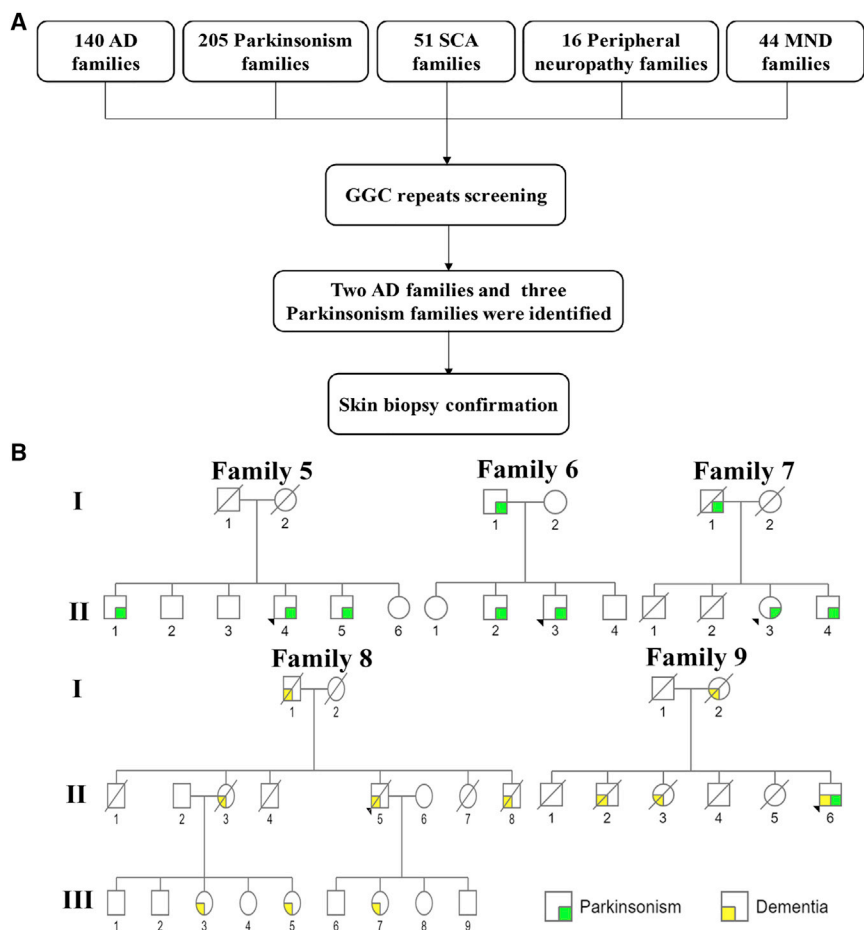 A
140 AD
families
205 Parkinsonism
families
51 SCA
families
16 Peripheral
neuropathy families
44 MND
families
GGC repeats screening
Two AD families and three
Parkinsonism families were identified
Skin biopsy confirmation
B
Family 5 Family 6 Family 7
I
1 2 1 2 1 2
II
1 2 3 4 5 6 1 2 3 4 1 2 3 4
Family 8 Family 9
I
1 2 1 2
II
1 2 3 4 5 6 7 8 1 2 3 4 5 6
III
1 2 3 4 5 6 7 8 9
Parkinsonism Dementia